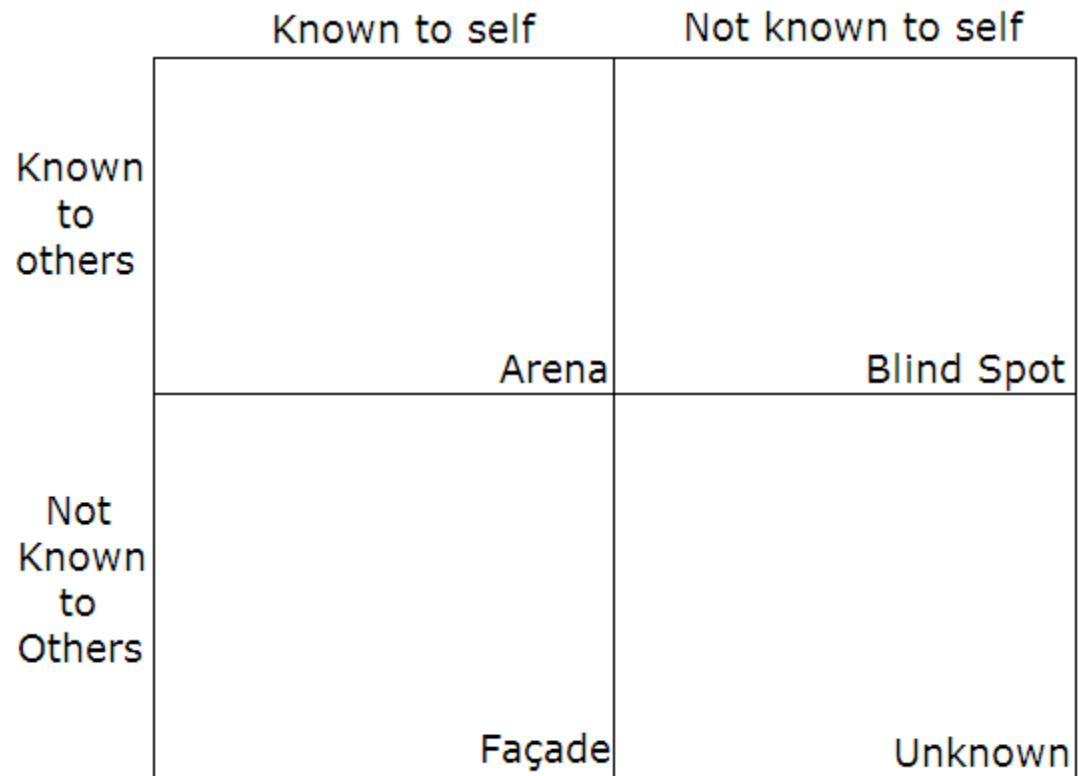 Known to self
Not known to self
Known
to
others
Arena
Blind Spot
Not
Known
to
Others
Façade
Unknown